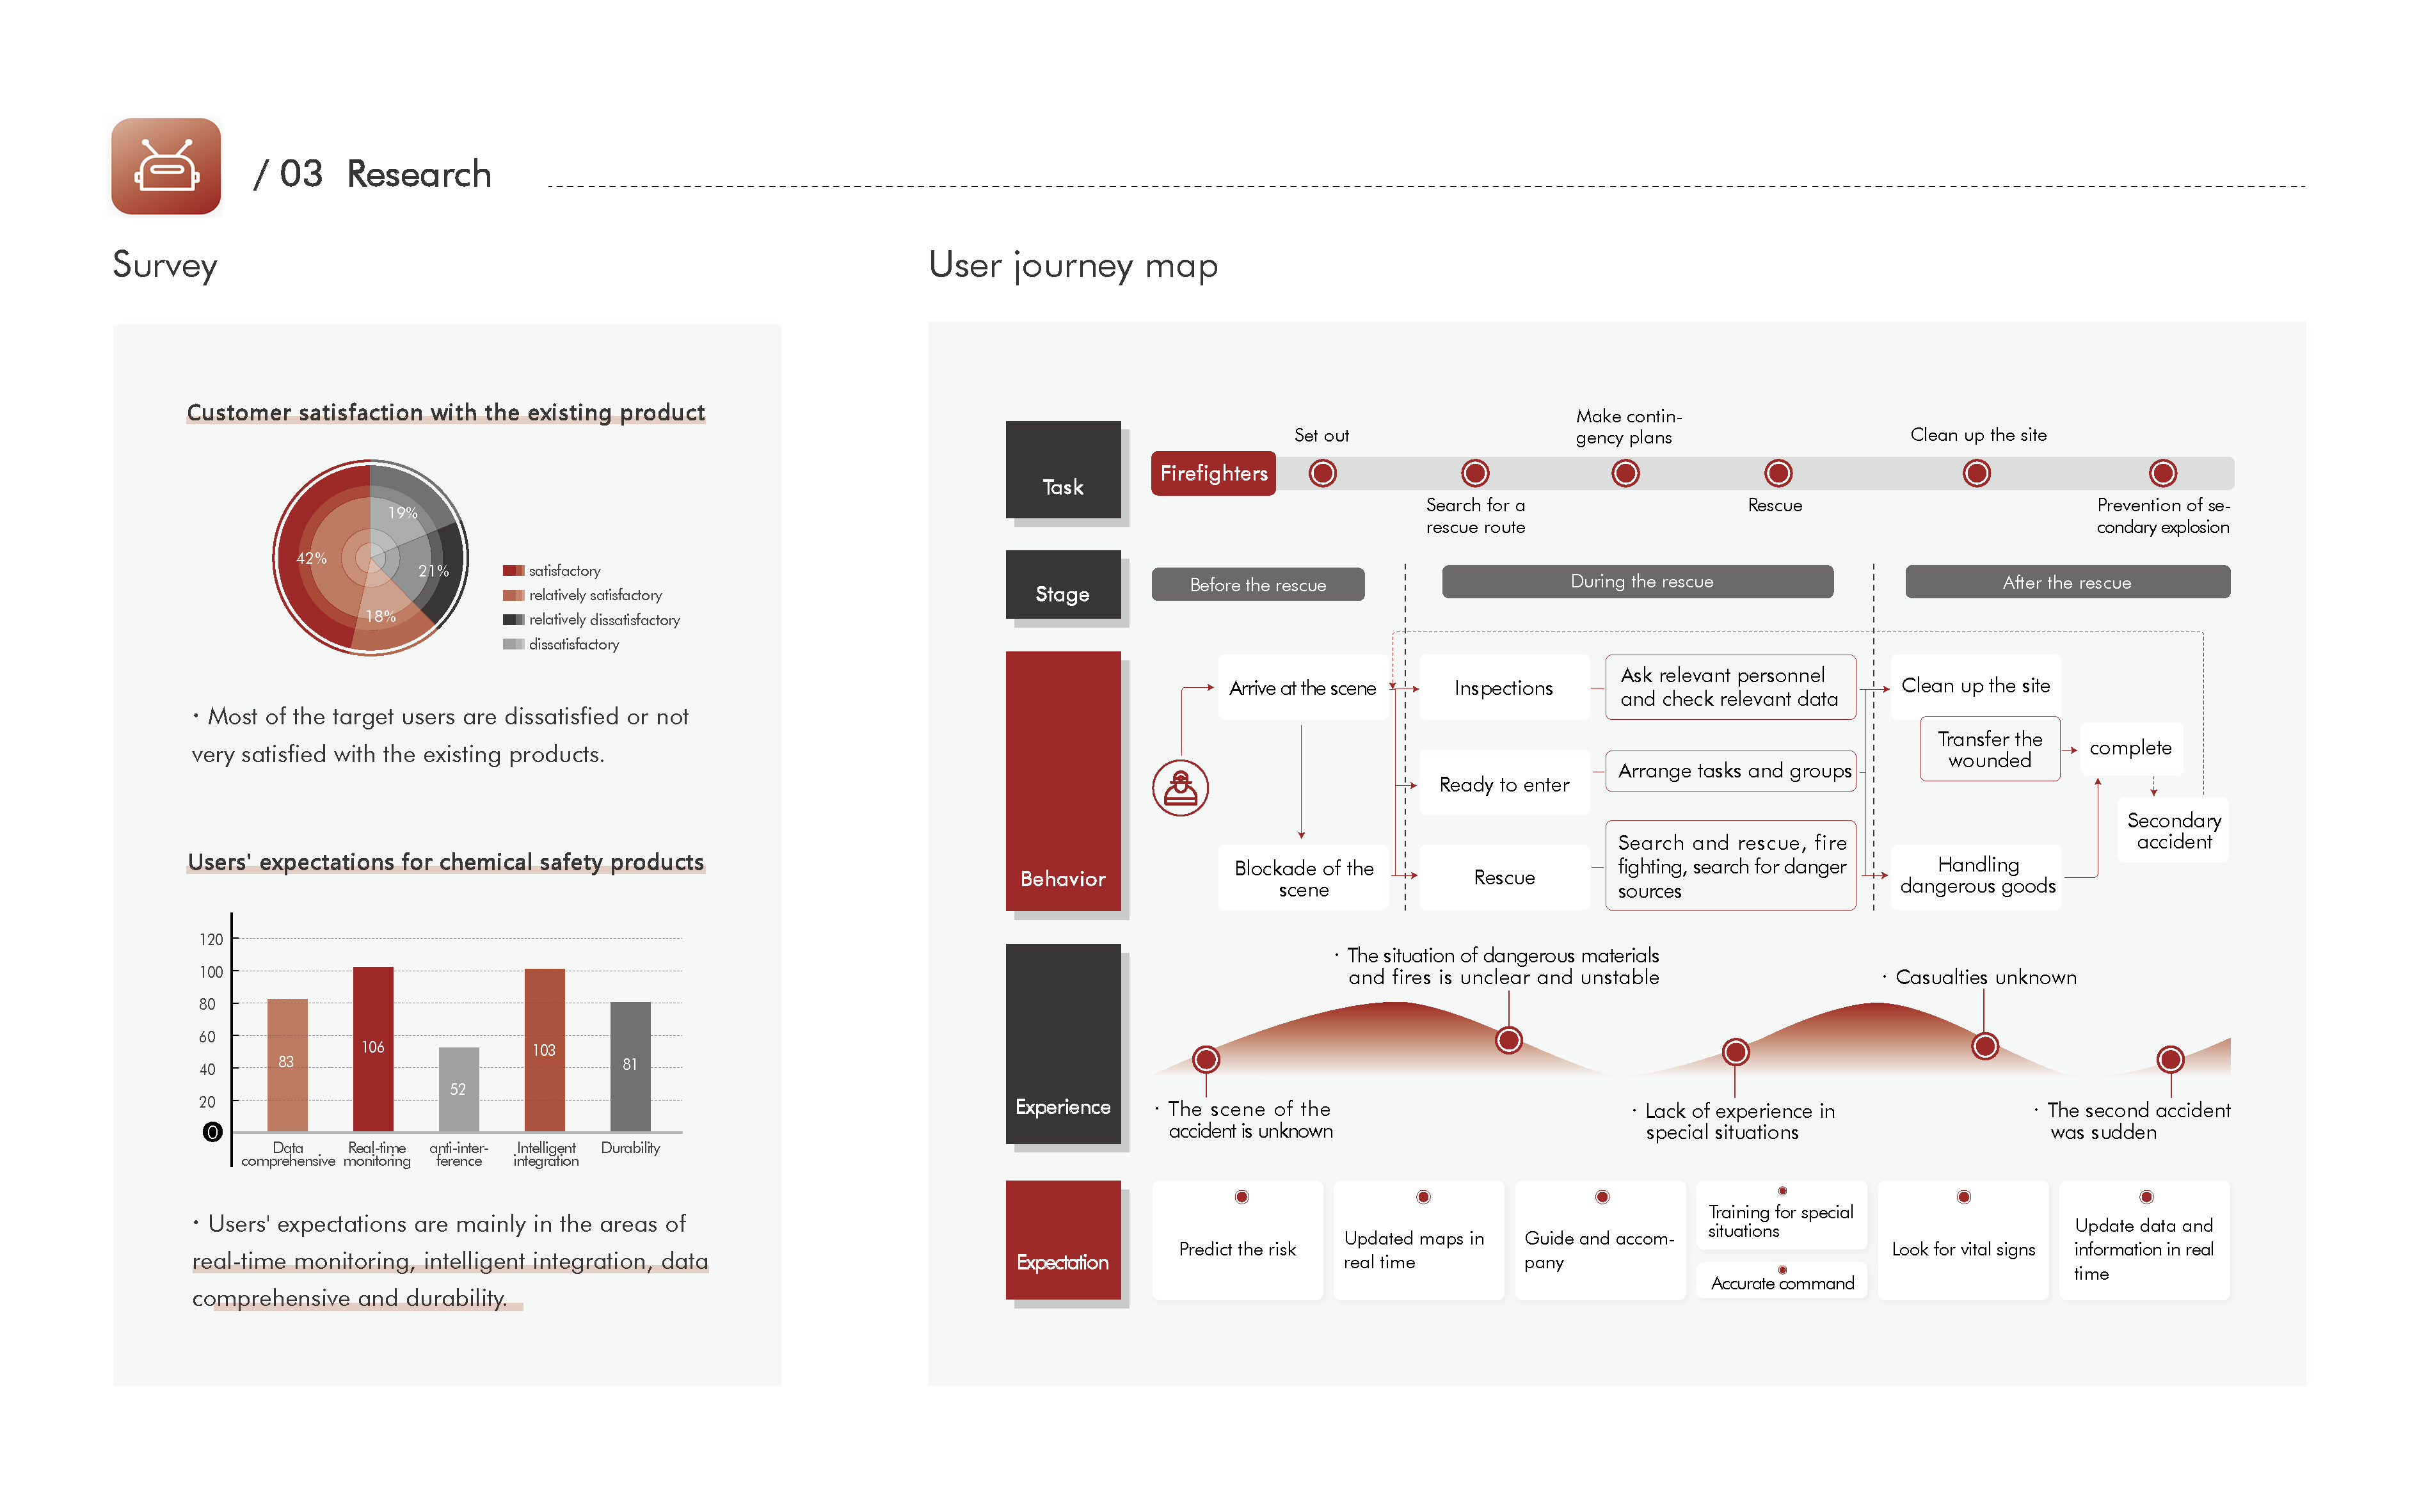 / 03 Research
Survey
Customer satisfaction with the existing product
19%
42%
21%
18%
satisfactory
relatively satisfactory
relatively dissatisfactory
dissatisfactory
· Most of the target users are dissatisfied or not
very satisfied with the existing products.
Users' expectations for chemical safety products
120
100
80
60
40
20
0
83
106
52
103
81
Data
comprehensive
Real-time
monitoring
anti-inter-
ference
Intelligent
integration
Durability
· Users' expectations are mainly in the areas of
real-time monitoring, intelligent integration, data
comprehensive and durability.
User journey map
Task
Firefighters
Set out
Search for a
rescue route
Make contin-
gency plans
Rescue
Clean up the site
Prevention of se-
condary explosion
Stage
Before the rescue
During the rescue
After the rescue
Behavior
Arrive at the scene
Blockade of the
scene
Inspections
Ready to enter
Rescue
Ask relevant personnel
and check relevant data
Arrange tasks and groups
Search and rescue, fire
fighting, search for danger
sources
Clean up the site
Transfer the
wounded
complete
Secondary
accident
Handling
dangerous goods
Experience
· The scene of the
accident is unknown
· The situation of dangerous materials
and fires is unclear and unstable
· Lack of experience in
special situations
· Casualties unknown
· The second accident
was sudden
Expectation
Predict the risk
Updated maps in
real time
Guide and accom-
pany
Training for special
situations
Accurate command
Look for vital signs
Update data and
information in real
time